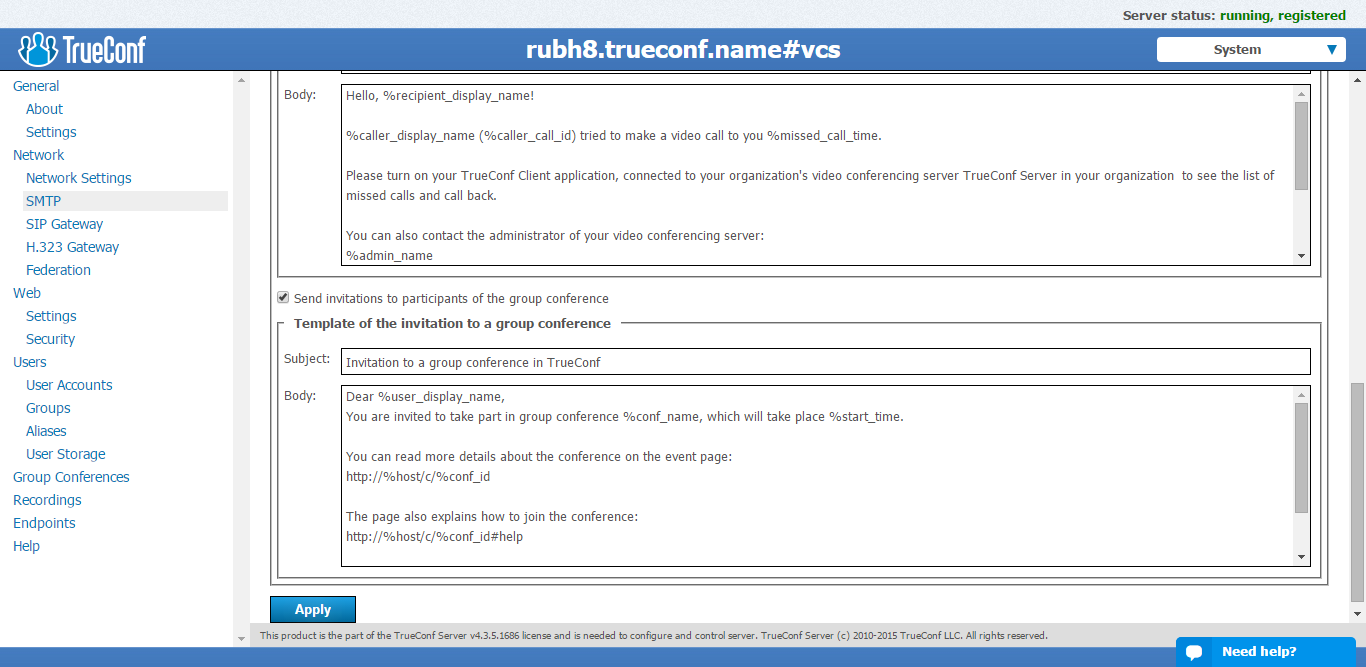 Server status: running, registered
TrueConf
rubh8.trueconf.name#vcs
System
General
About
Settings
Network
Network Settings
SMTP
SIP Gateway
H.323 Gateway
Federation
Web
Settings
Security
Users
User Accounts
Groups
Aliases
User Storage
Group Conferences
Recordings
Endpoints
Help
Body:
Hello, %recipient_display_name!
%caller_display_name (%caller_call_id) tried to make a video call to you %missed_call_time.
Please turn on your TrueConf Client application, connected to your organization's video conferencing server TrueConf Server in your organization  to see the list of
missed calls and call back.
You can also contact the administrator of your video conferencing server:
%admin_name
Send invitations to participants of the group conference
Template of the invitation to a group conference
Subject:
Invitation to a group conference in TrueConf
Body:
Dear %user_display_name,
You are invited to take part in group conference %conf_name, which will take place %start_time.
You can read more details about the conference on the event page:
http://%host/c/%conf_id
The page also explains how to join the conference:
http://%host/c/%conf_id#help
Apply
This product is the part of the TrueConf Server v4.3.5.1686 license and is needed to configure and control server. TrueConf Server (c) 2010-2015 TrueConf LLC. All rights reserved.
Need help?